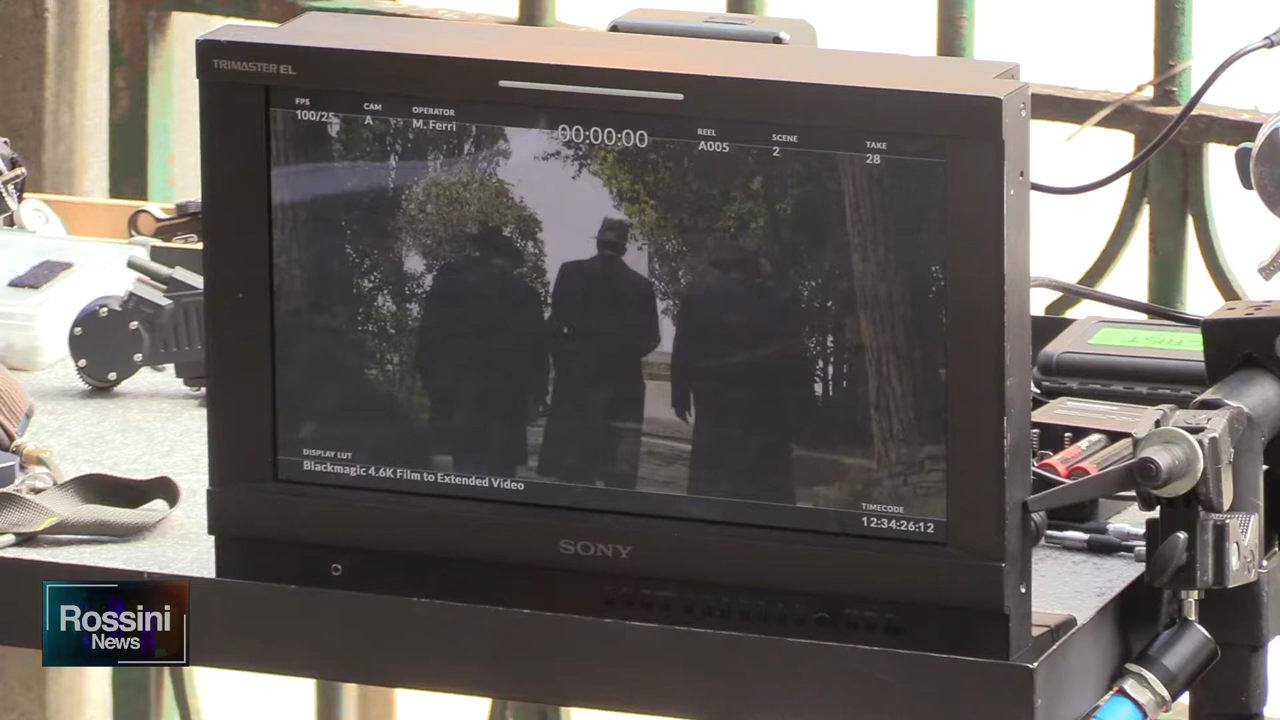 TRIMASTER EL
FPS
100/25
CAM
A
OPERATOR
M. Ferri
00:00:00
REEL
A005
SCENE
2
TAKE
28
DISPLAY LUT
Blackmagic 4.6K Film to Extended Video
TIMECODE
12:34:26:12
SONY
Rossini
News